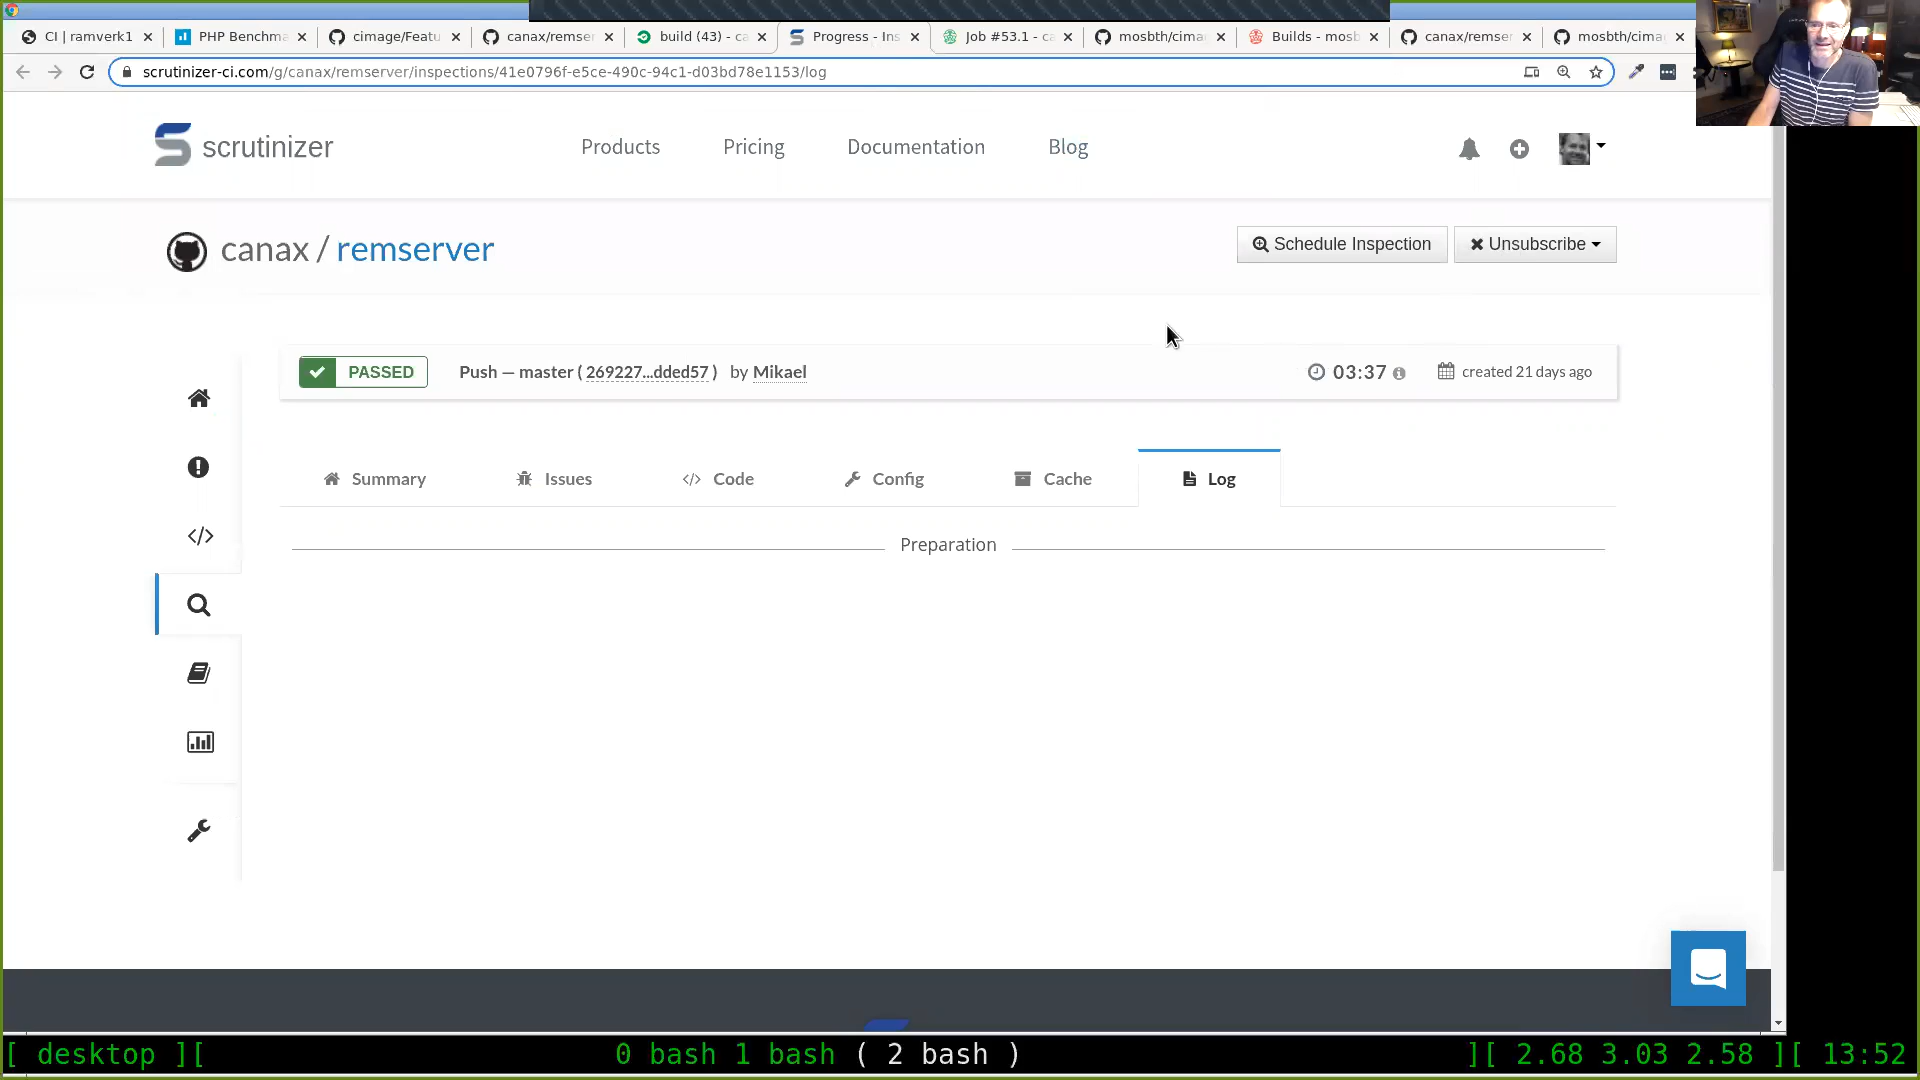 CI | ramverk1
PHP Benchma
cimage/Featu
canax/remser
build (43) - ca
Progress - Ins
Job #53.1 - ca
mosbth/cima
Builds - mosb
canax/remser
mosbth/cima
scrutinizer-ci.com/g/canax/remserver/inspections/41e0796f-e5ce-490c-94c1-d03bd78e1153/log
scrutinizer
Products
Pricing
Documentation
Blog
canax / remserver
Schedule Inspection
Unsubscribe
PASSED
Push — master ( 269227...dded57 ) by Mikael
03:37
created 21 days ago
Summary
Issues
Code
Config
Cache
Log
Preparation
[ desktop ][ 0 bash 1 bash ( 2 bash ) ][ 2.68 3.03 2.58 ][ 13:52